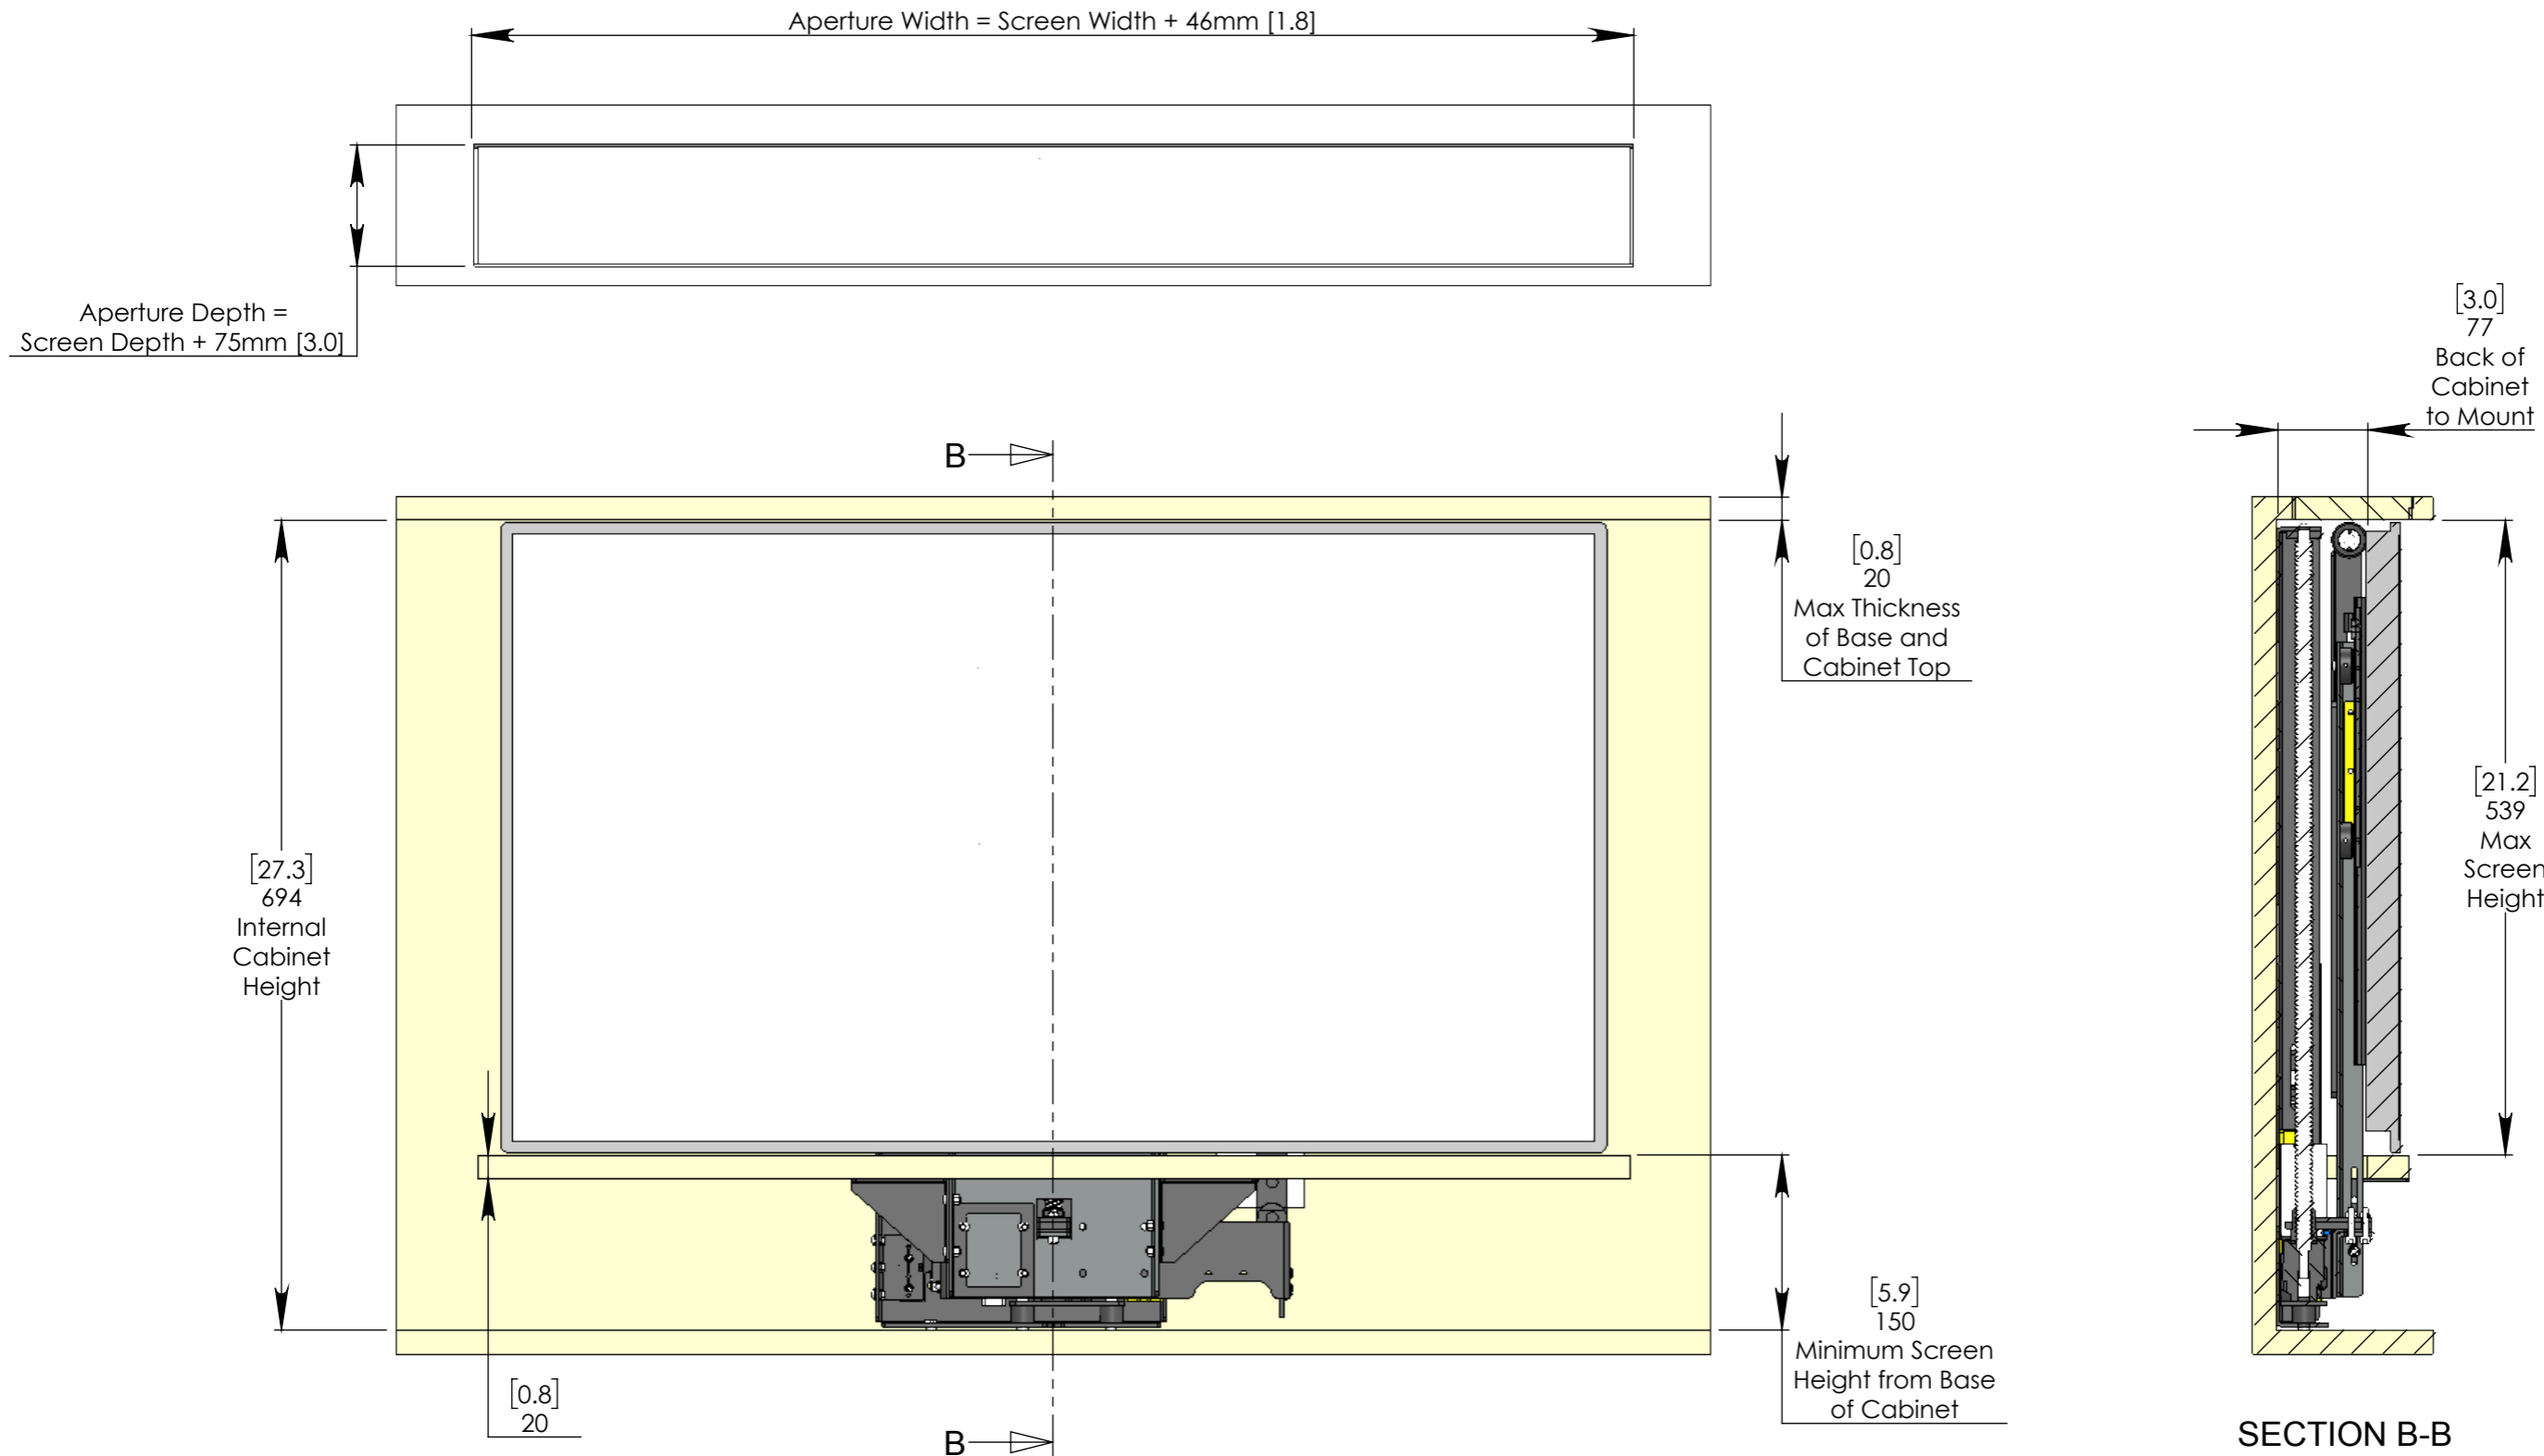 Aperture Width = Screen Width + 46mm [1.8]
Aperture Depth =
Screen Depth + 75mm [3.0]
[3.0]
77
Back of
Cabinet
to Mount
B
[0.8]
20
Max Thickness
of Base and
Cabinet Top
[27.3]
694
Internal
Cabinet
Height
[21.2]
539
Max
Screen
Height
[5.9]
150
Minimum Screen
Height from Base
of Cabinet
[0.8]
20
B
SECTION B-B